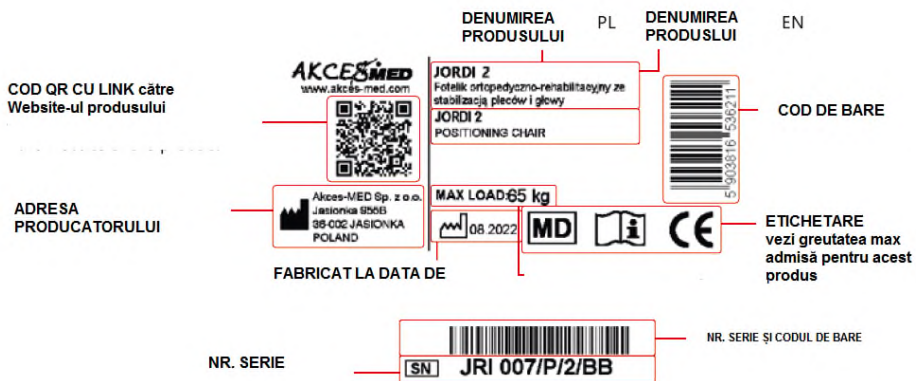 DENUMIREA PRODUSULUI
PL
DENUMIREA PRODUSLUI
EN
COD QR CU LINK către
Website-ul produsului
AKCESMED
www.akces-med.com
JORDI 2
Fotelik ortopedyczno-rehabilitacyjny ze
stabilizacją pleców i głowy
JORDI 2
POSITIONING CHAIR
5 903816 536211
COD DE BARE
ADRESA
PRODUCATORULUI
Akces-MED Sp. z o.o.
Jasionka 955B
36-002 JASIONKA
POLAND
MAX LOAD:65 kg
08.2022
MD
i
CE
ETICHETARE
vezi greutatea max
admisă pentru acest
produs
FABRICAT LA DATA DE
NR. SERIE ȘI CODUL DE BARE
NR. SERIE
SN
JRI 007/P/2/BB